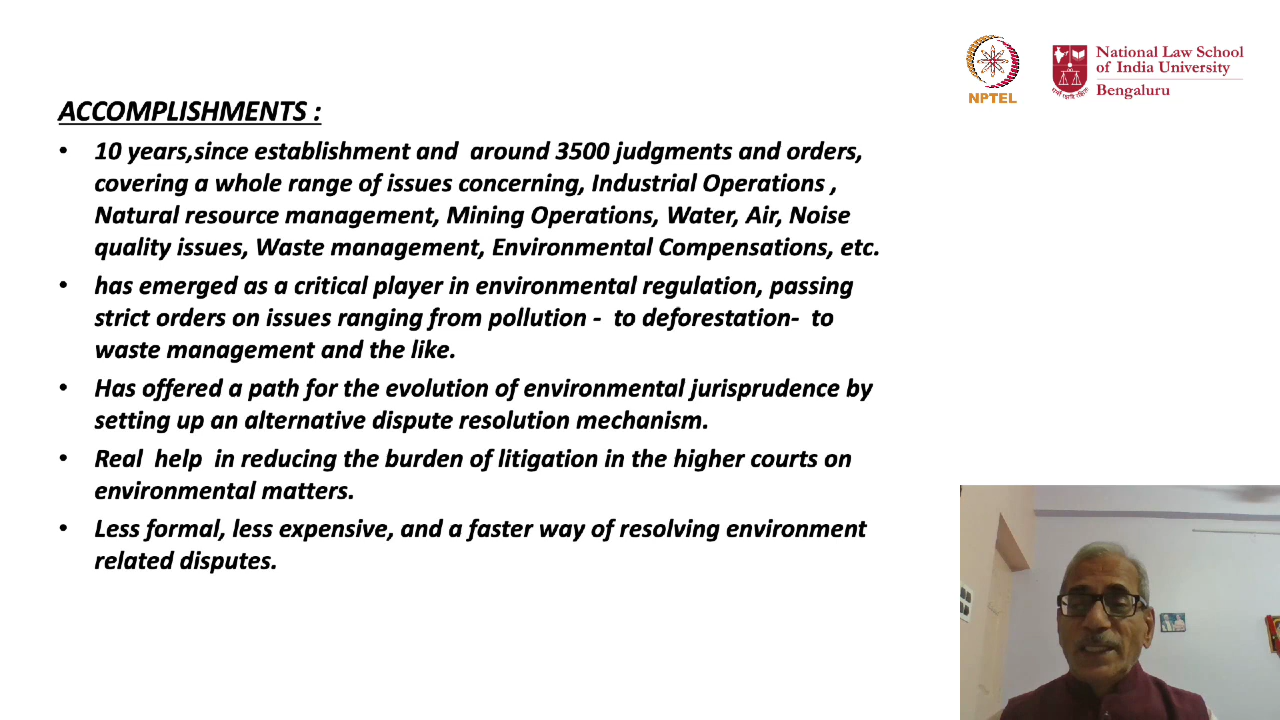 NPTEL
National Law School
of India University
Bengaluru
ACCOMPLISHMENTS :
• 10 years,since establishment and around 3500 judgments and orders,
covering a whole range of issues concerning, Industrial Operations ,
Natural resource management, Mining Operations, Water, Air, Noise
quality issues, Waste management, Environmental Compensations, etc.
• has emerged as a critical player in environmental regulation, passing
strict orders on issues ranging from pollution - to deforestation- to
waste management and the like.
• Has offered a path for the evolution of environmental jurisprudence by
setting up an alternative dispute resolution mechanism.
• Real help in reducing the burden of litigation in the higher courts on
environmental matters.
• Less formal, less expensive, and a faster way of resolving environment
related disputes.